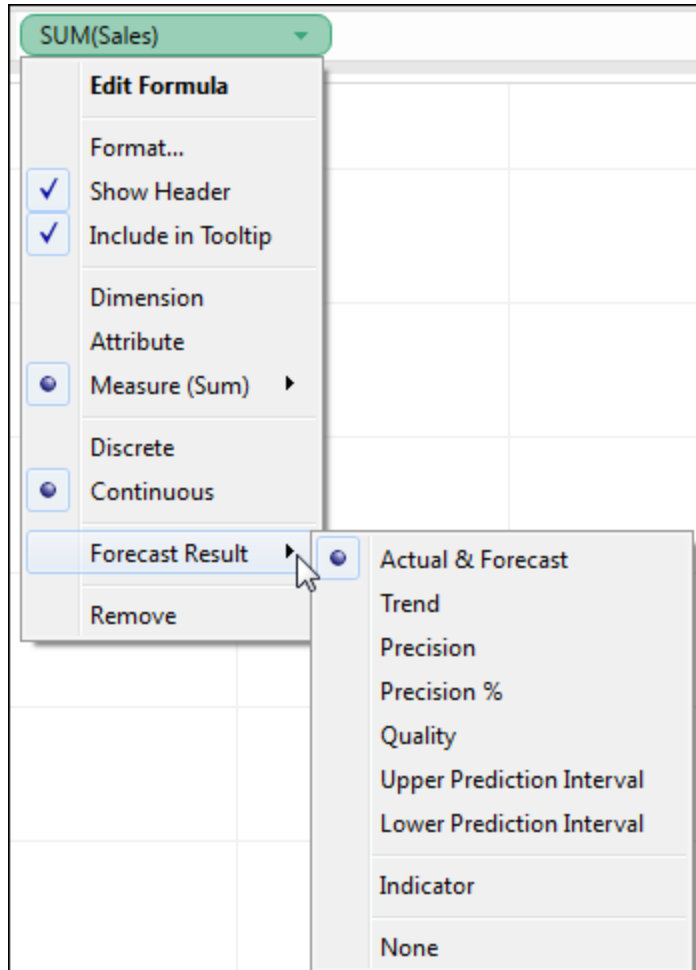 SUM(Sales)
Edit Formula
Format...
Show Header
Include in Tooltip
Dimension
Attribute
Measure (Sum)
Discrete
Continuous
Forecast Result
Remove
Actual & Forecast
Trend
Precision
Precision %
Quality
Upper Prediction Interval
Lower Prediction Interval
Indicator
None